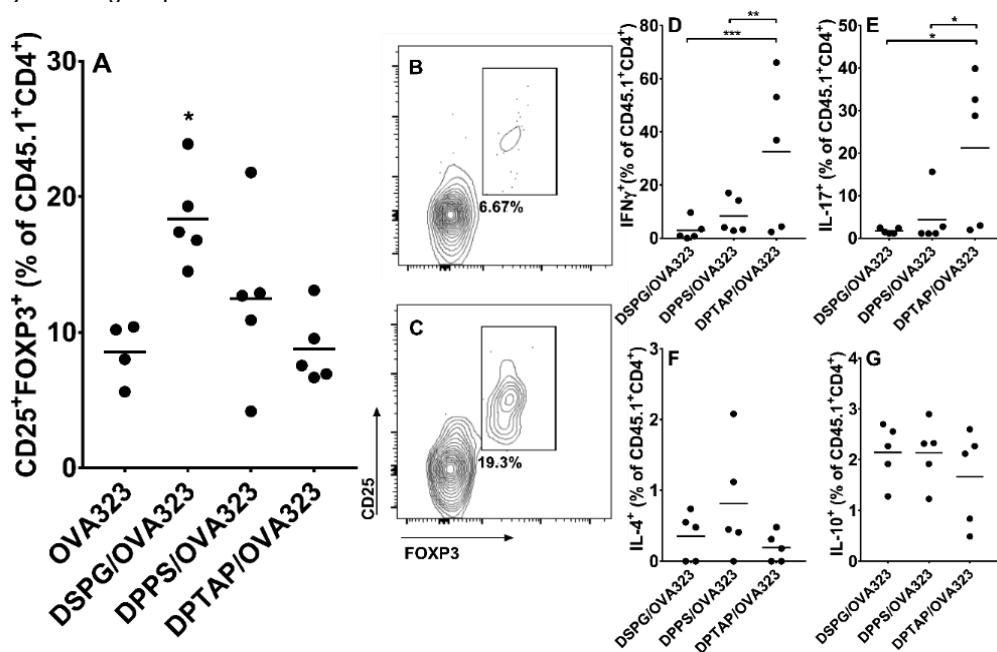 A
CD25⁺FOXP3⁺ (% of CD45.1⁺CD4⁺)
30
20
10
0
*
OVA323
DSPG/OVA323
DPPS/OVA323
DPTAP/OVA323
B
6.67%
C
19.3%
CD25
FOXP3
D
**
***
IFNγ⁺(% of CD45.1⁺CD4⁺)
80
60
40
20
0
DSPG/OVA323
DPPS/OVA323
DPTAP/OVA323
E
*
*
IL-17⁺ (% of CD45.1⁺CD4⁺)
50
40
30
20
10
0
DSPG/OVA323
DPPS/OVA323
DPTAP/OVA323
F
IL-4⁺ (% of CD45.1⁺CD4⁺)
3
2
1
0
DSPG/OVA323
DPPS/OVA323
DPTAP/OVA323
G
IL-10⁺ (% of CD45.1⁺CD4⁺)
4
3
2
1
0
DSPG/OVA323
DPPS/OVA323
DPTAP/OVA323